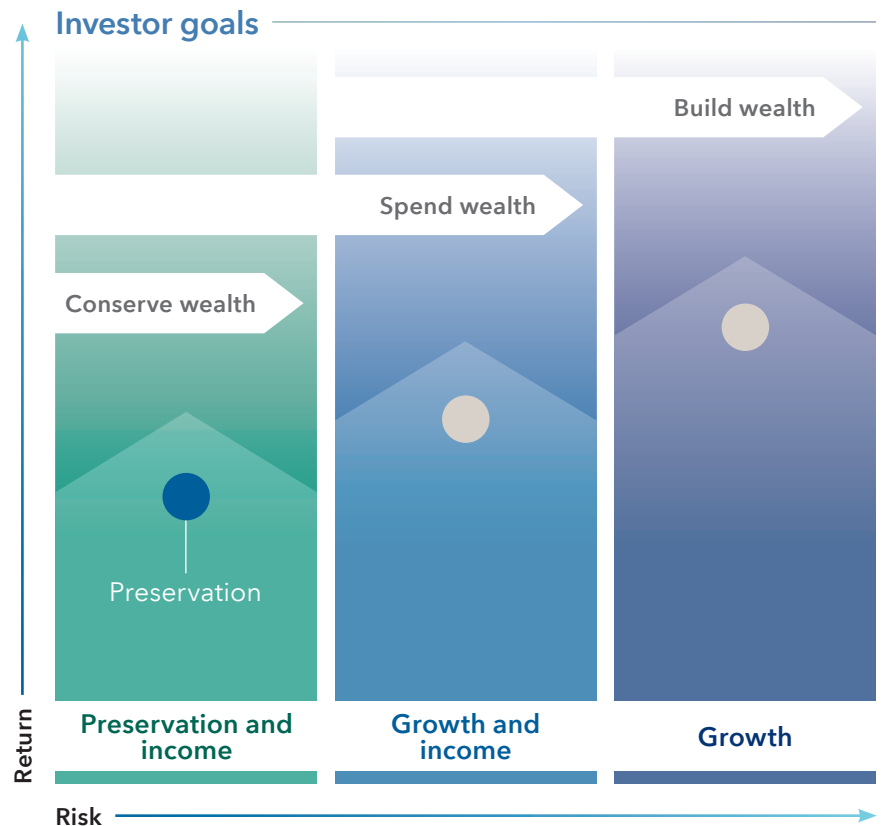 Investor goals
Build wealth
Spend wealth
Conserve wealth
Preservation
Preservation and
income
Growth and
income
Growth
Return
Risk